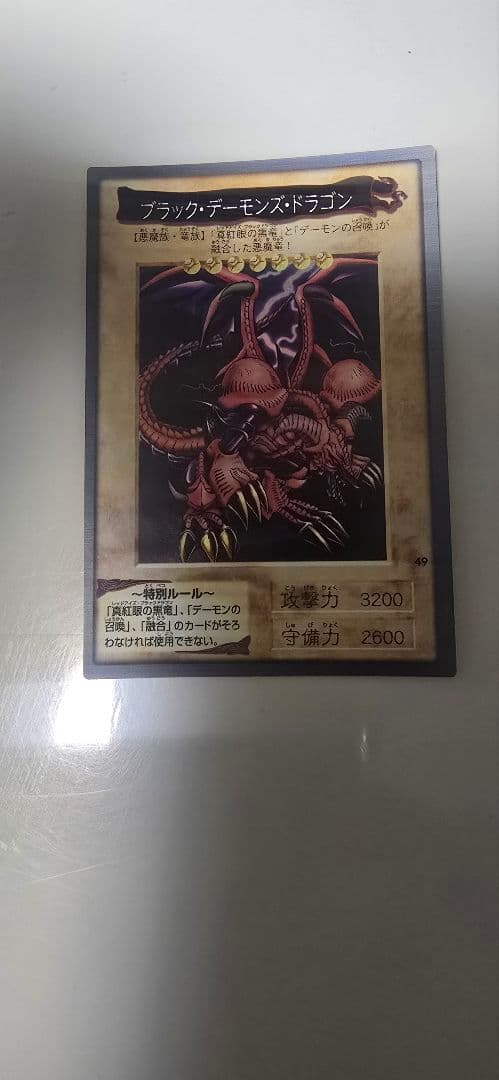 ブラック・デーモンズ・ドラゴン
【悪魔族・竜族】「真紅眼の黒竜」と「デーモンの召喚」が
融合した悪魔竜!
49
~特別ルール~
「真紅眼の黒竜」、「デーモンの
召喚」、「融合」のカードがそろ
わなければ使用できない。
攻撃力 3200
守備力 2600